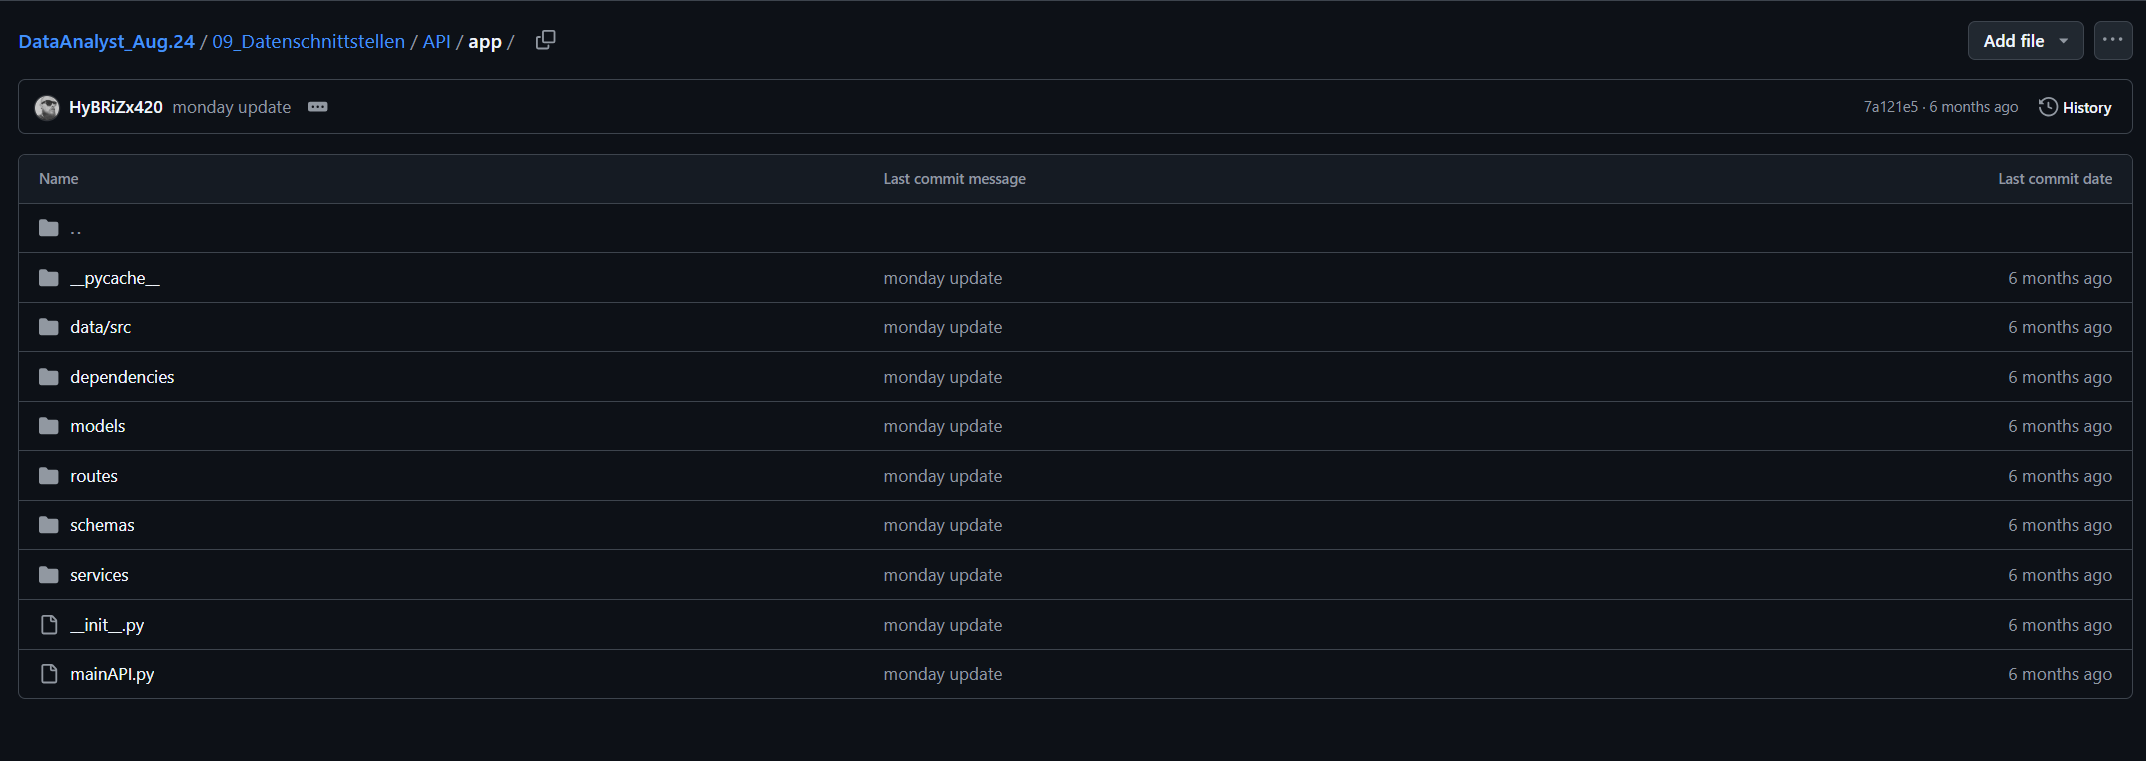 DataAnalyst_Aug.24 / 09_Datenschnittstellen / API / app /
Add file
HyBRiZx420 monday update
7a121e5 · 6 months ago History
Name Last commit message Last commit date
..
__pycache__ monday update 6 months ago
data/src monday update 6 months ago
dependencies monday update 6 months ago
models monday update 6 months ago
routes monday update 6 months ago
schemas monday update 6 months ago
services monday update 6 months ago
__init__.py monday update 6 months ago
mainAPI.py monday update 6 months ago